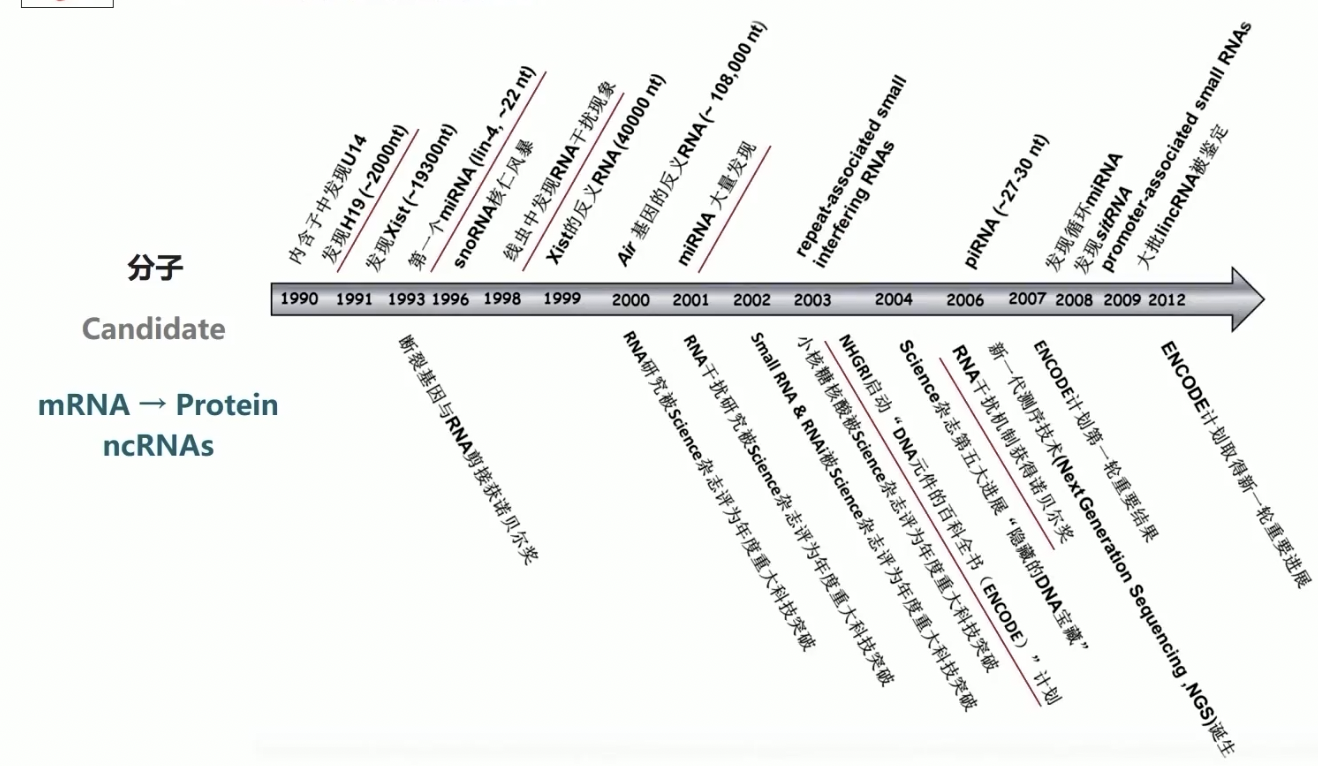 内含子中发现U14
发现H19 (~2000nt)
发现Xist (~19300nt)
第一个miRNA (lin-4, ~22 nt)
snoRNA核仁风暴
线虫中发现RNA干扰现象
Xist的反义RNA (40000 nt)
Air 基因的反义RNA (~ 108,000 nt)
miRNA 大量发现
repeat-associated small
interfering RNAs
piRNA (~27-30 nt)
发现循环miRNA
发现sitRNA
promoter-associated small RNAs
大批lincRNA被鉴定
分子
1990 1991 1993 1996 1998 1999 2000 2001 2002 2003 2004 2006 2007 2008 2009 2012
Candidate
mRNA → Protein
ncRNAs
断裂基因与RNA剪接获诺贝尔奖
RNA研究被Science杂志评为年度重大科技突破
RNA干扰研究被Science杂志评为年度重大科技突破
Small RNA & RNAi被Science杂志评为年度重大科技突破
小核糖核酸被Science杂志评为年度重大科技突破
NHGRI启动“DNA元件的百科全书（ENCODE）”计划
Science杂志第五大进展“隐藏的DNA宝藏”
RNA干扰机制获得诺贝尔奖
新一代测序技术(Next Generation Sequencing ,NGS)诞生
ENCODE计划第一轮重要结果
ENCODE计划取得新一轮重要进展